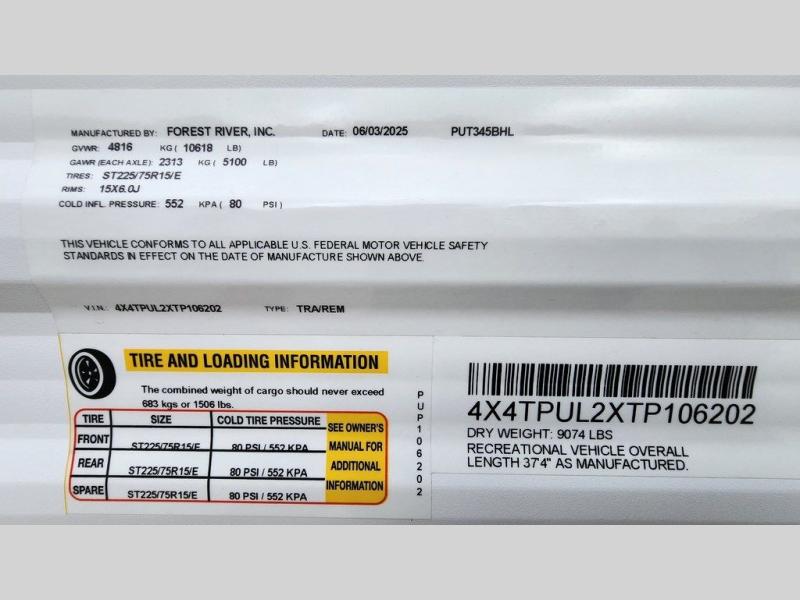 MANUFACTURED BY: FOREST RIVER, INC. DATE: 06/03/2025 PUT345BHL
GVWR: 4816 KG ( 10618 LB)
GAWR (EACH AXLE): 2313 KG ( 5100 LB)
TIRES: ST225/75R15/E
RIMS: 15X6.0J
COLD INFL. PRESSURE: 552 KPA ( 80 PSI )
THIS VEHICLE CONFORMS TO ALL APPLICABLE U.S. FEDERAL MOTOR VEHICLE SAFETY
STANDARDS IN EFFECT ON THE DATE OF MANUFACTURE SHOWN ABOVE.
V.I.N.: 4X4TPUL2XTP106202 TYPE: TRA/REM
TIRE AND LOADING INFORMATION
The combined weight of cargo should never exceed
683 kgs or 1506 lbs.
TIRE SIZE COLD TIRE PRESSURE
FRONT ST225/75R15/E 80 PSI / 552 KPA
REAR ST225/75R15/E 80 PSI / 552 KPA
SPARE ST225/75R15/E 80 PSI / 552 KPA
SEE OWNER'S
MANUAL FOR
ADDITIONAL
INFORMATION
PUP106202
4X4TPUL2XTP106202
DRY WEIGHT: 9074 LBS
RECREATIONAL VEHICLE OVERALL
LENGTH 37'4" AS MANUFACTURED.